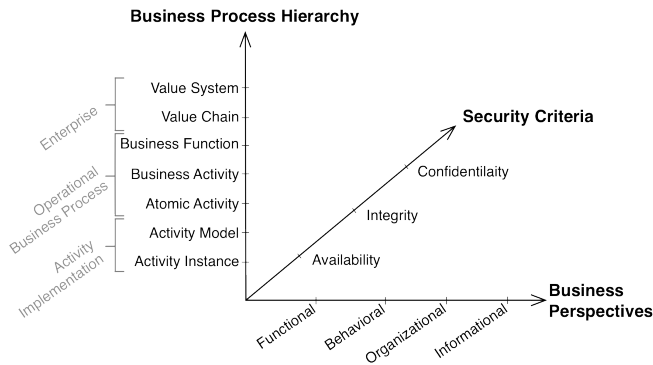 Business Process Hierarchy
Value System
Value Chain
Business Function
Business Activity
Atomic Activity
Activity Model
Activity Instance
Enterprise
Operational
Business Process
Activity
Implementation
Security Criteria
Confidentilaity
Integrity
Availability
Business
Perspectives
Functional
Behavioral
Organizational
Informational